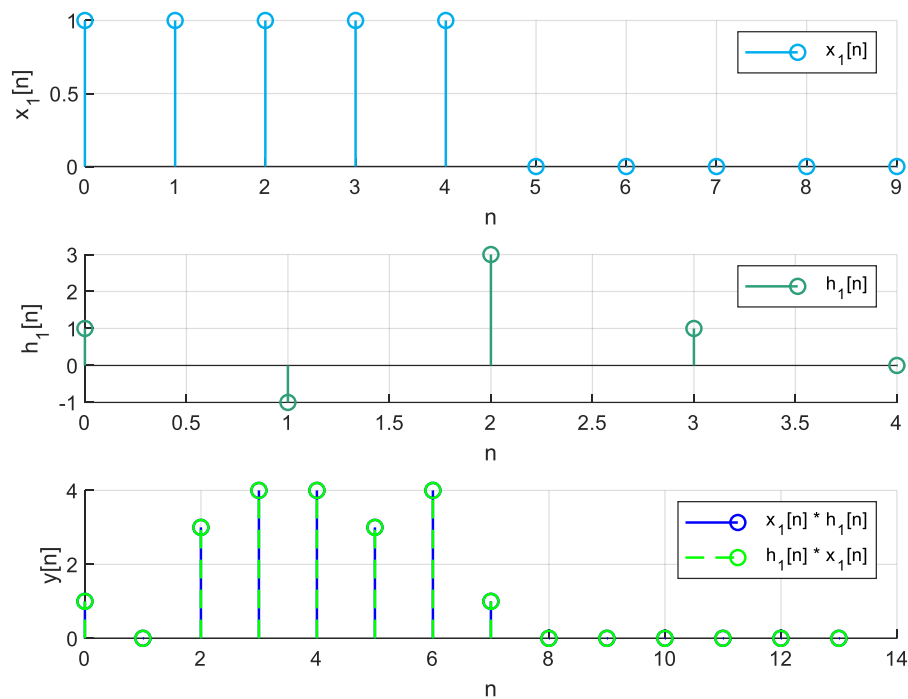 1
0.5
0
x₁[n]
x₁[n]
0 1 2 3 4 5 6 7 8 9
n
3
2
1
0
-1
h₁[n]
h₁[n]
0 0.5 1 1.5 2 2.5 3 3.5 4
n
4
2
0
y[n]
x₁[n] * h₁[n]
h₁[n] * x₁[n]
0 2 4 6 8 10 12 14
n